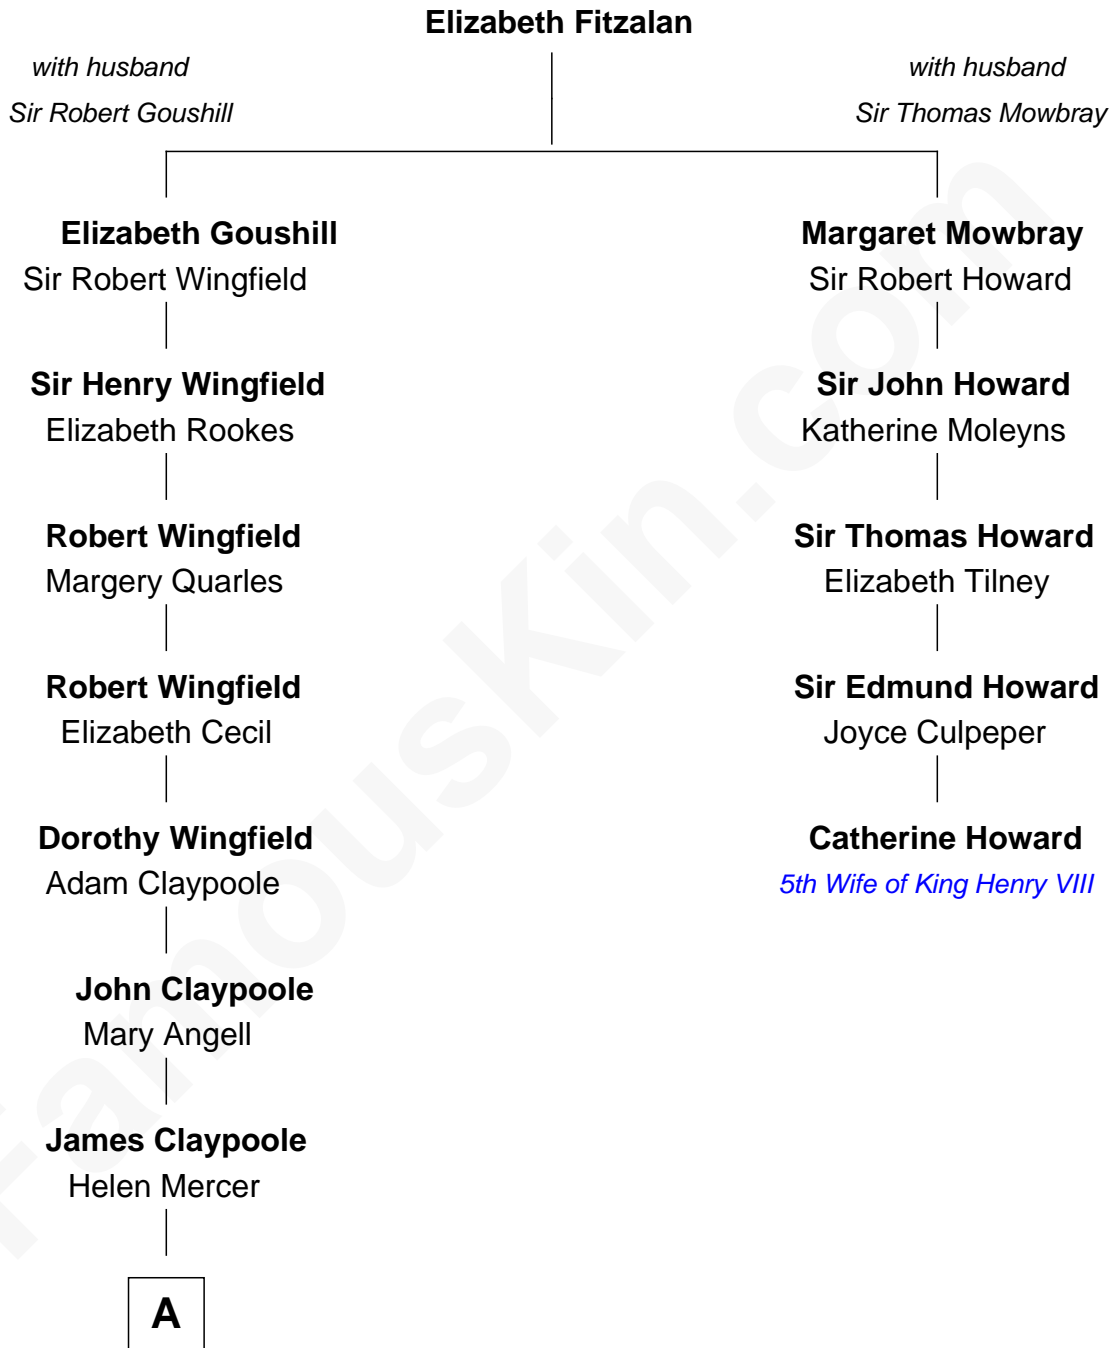 Elizabeth Fitzalan
with husband
Sir Robert Goushill
with husband
Sir Thomas Mowbray
Elizabeth Goushill
Sir Robert Wingfield
Margaret Mowbray
Sir Robert Howard
Sir Henry Wingfield
Elizabeth Rookes
Sir John Howard
Katherine Moleyns
Robert Wingfield
Margery Quarles
Sir Thomas Howard
Elizabeth Tilney
Robert Wingfield
Elizabeth Cecil
Sir Edmund Howard
Joyce Culpeper
Dorothy Wingfield
Adam Claypoole
Catherine Howard
5th Wife of King Henry VIII
John Claypoole
Mary Angell
James Claypoole
Helen Mercer
A
FamousKin.com